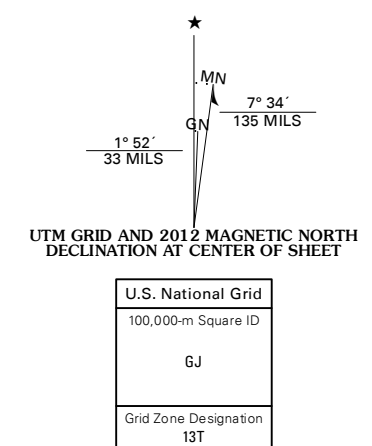 ★
MN
GN
7° 34´
135 MILS
1° 52´
33 MILS
UTM GRID AND 2012 MAGNETIC NORTH
DECLINATION AT CENTER OF SHEET
U.S. National Grid
100,000-m Square ID
GJ
Grid Zone Designation
13T